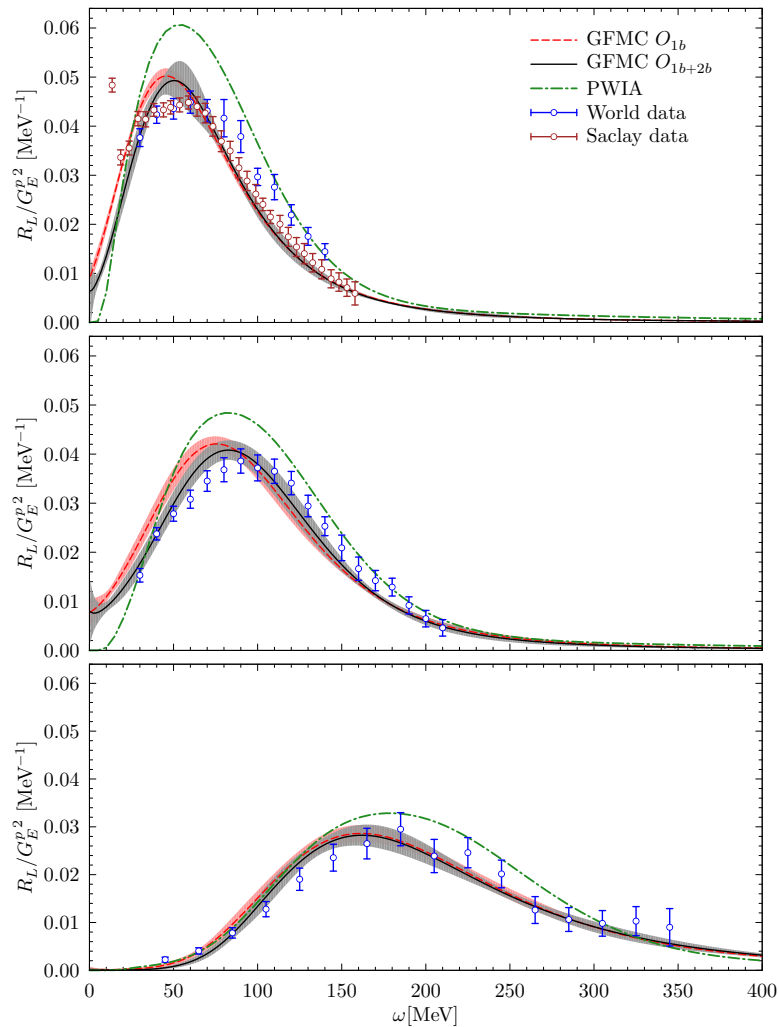 0.06
0.05
0.04
0.03
0.02
0.01
0.00
R_L/G_E^p ^2 [MeV^−1]
GFMC O_1b
GFMC O_1b+2b
PWIA
World data
Saclay data
0.06
0.05
0.04
0.03
0.02
0.01
0.00
R_L/G_E^p ^2 [MeV^−1]
0.06
0.05
0.04
0.03
0.02
0.01
0.00
R_L/G_E^p ^2 [MeV^−1]
0 50 100 150 200 250 300 350 400
ω[MeV]